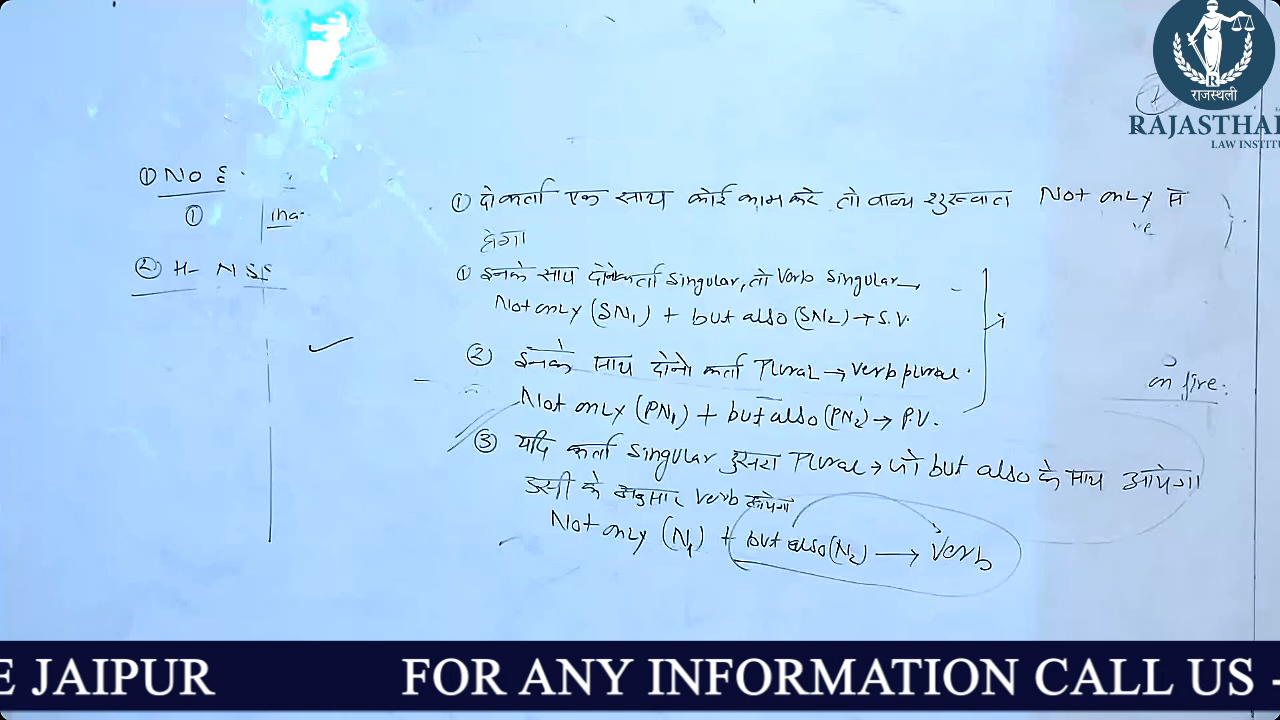 राजस्थली
RAJASTHAL
LAW INSTITU
① No
①
ina-
② H-
① दो कर्ता एक साथ कोई काम करे तो वाक्य शुरूवात Not only से
होगा
① इनके साथ दोनो कर्ता Singular, तो Verb Singular
Not only (SN₁) + but also (SN₂) → S.V.
② इनके साथ दोनो कर्ता Plural → Verb plural.
Not only (PN₁) + but also (PN₂) → P.V.
③ यदि कर्ता Singular दुसरा Plural → जो but also के साथ आयेगा
उसी के अनुसार Verb आयेगा
Not only (N₁) + but also (N₂) → Verb
on fire:
E JAIPUR FOR ANY INFORMATION CALL US -